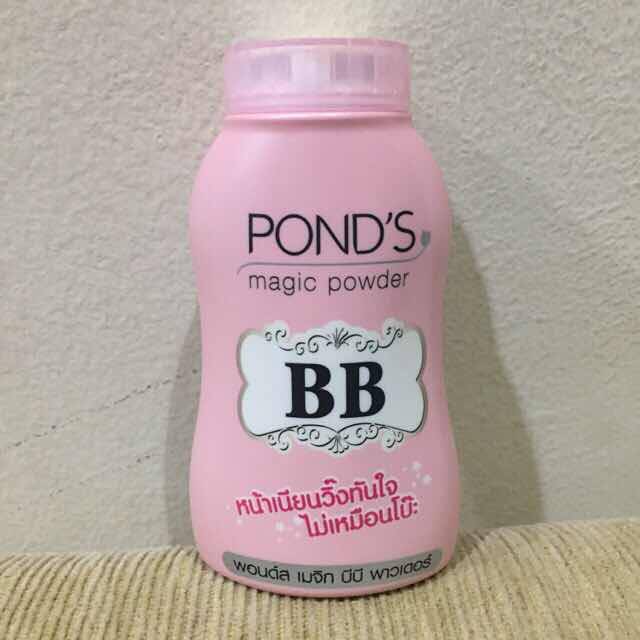 POND'S
magic powder
BB
หน้าเนียนวิ๊งทันใจ
ไม่เหมือนโบ๊ะ
พอนด์ส เมจิก บีบี พาวเดอร์